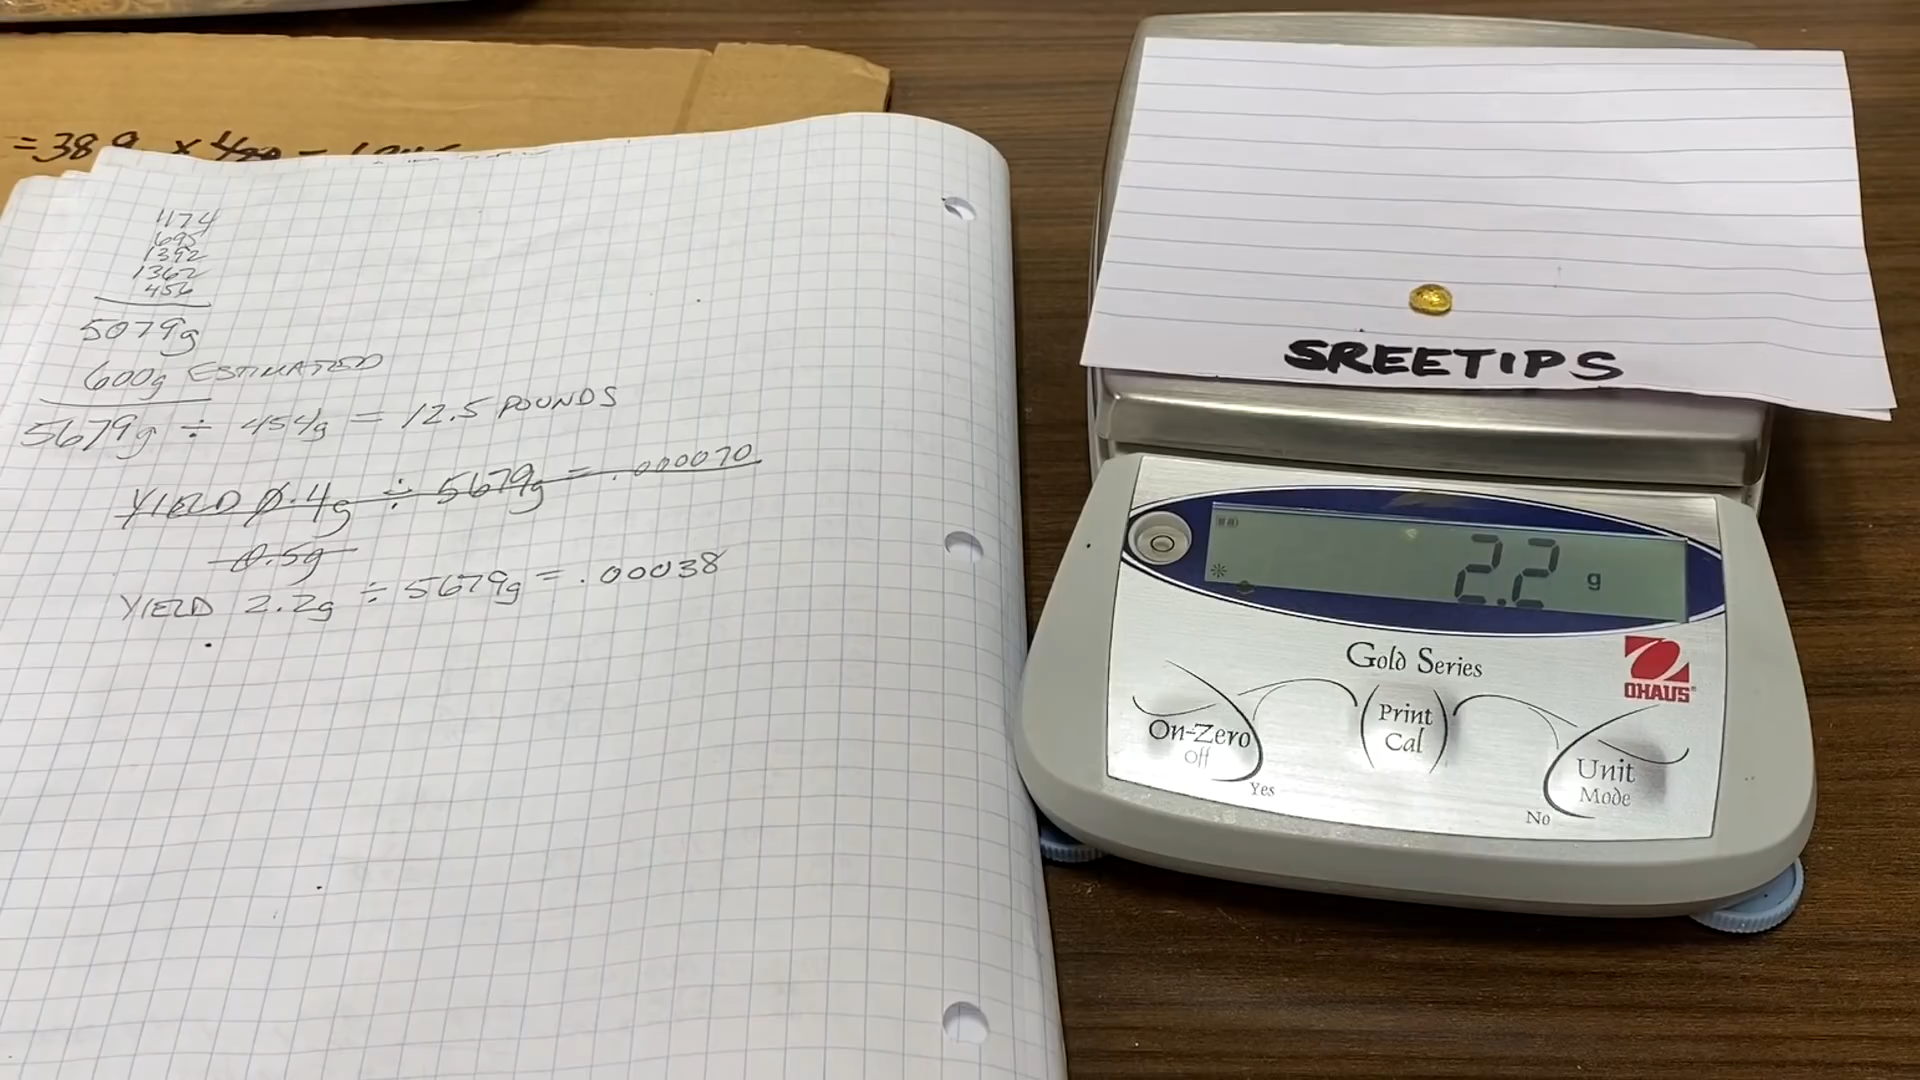 =389
1174
695
1392
1362
456
5079g
600g ESTIMATED
5679g ÷ 454g = 12.5 POUNDS
YIELD 0.4g ÷ 5679g = .000070
0.5g
YIELD 2.2g ÷ 5679g = .00038
SREETIPS
2.2 g
Gold Series
OHAUS
On-Zero
Off
Yes
Print
Cal
Unit
Mode
No